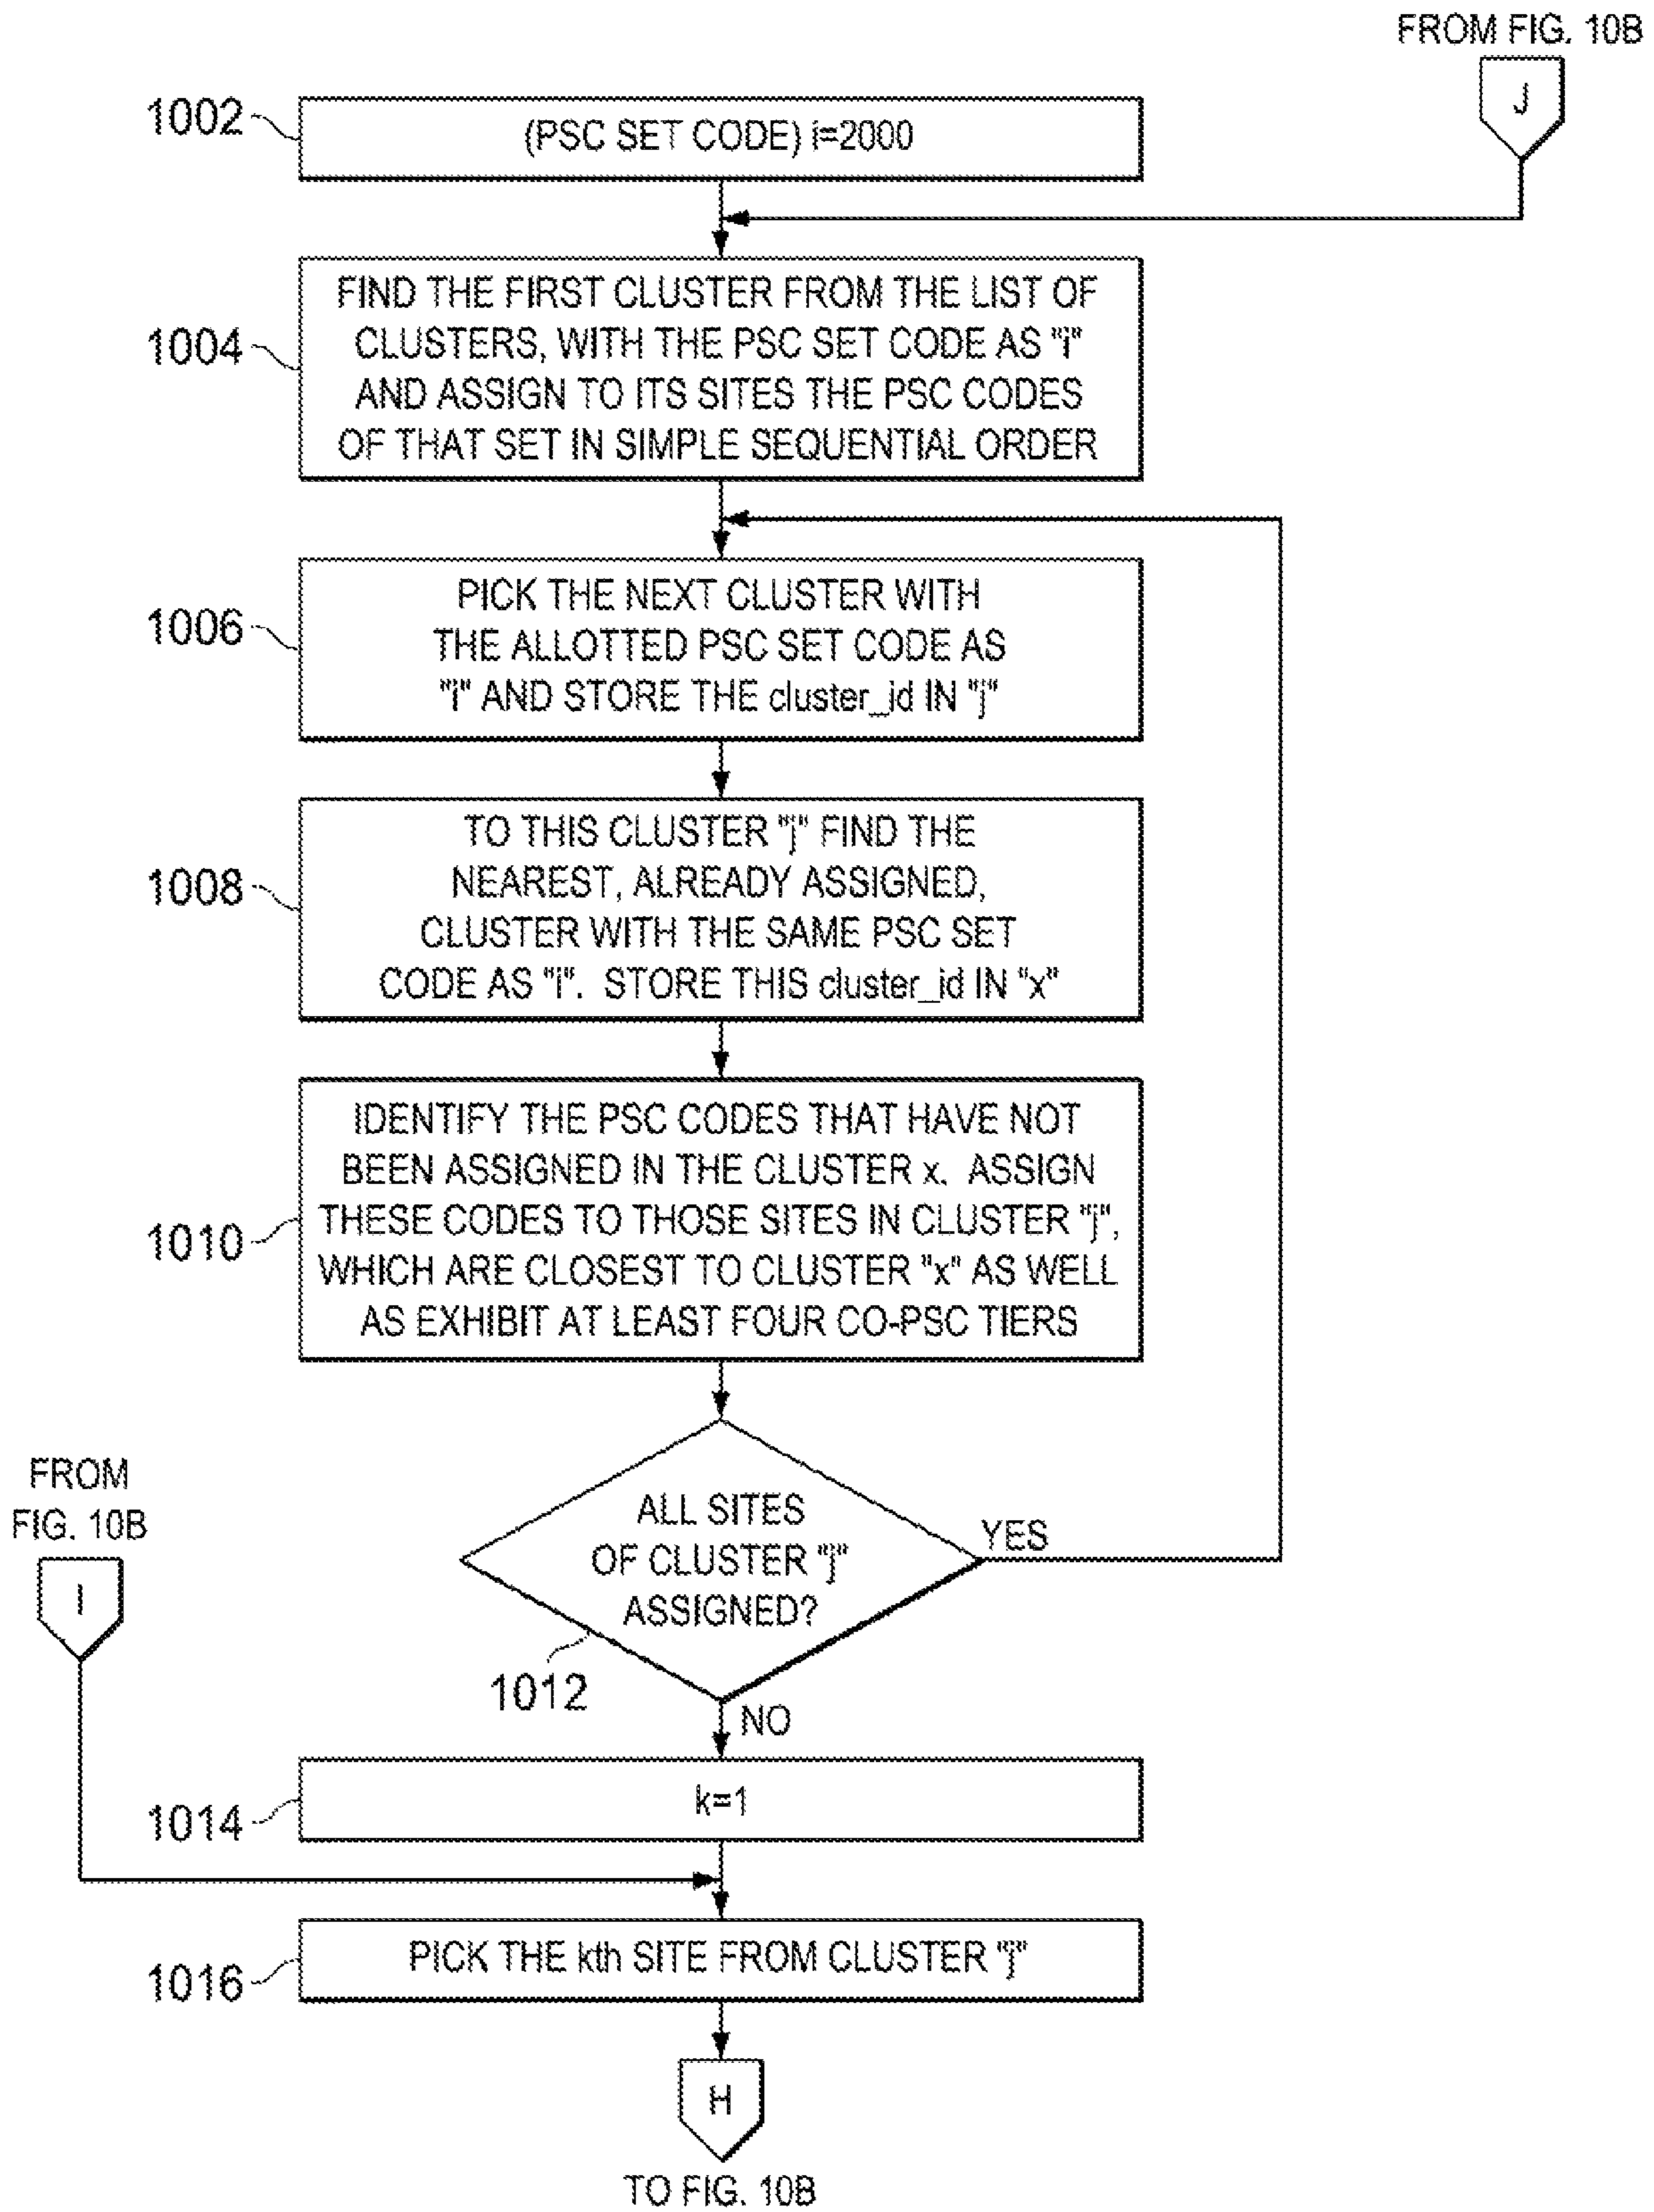 FROM FIG. 10B
J
1002
(PSC SET CODE) i=2000
1004
FIND THE FIRST CLUSTER FROM THE LIST OF
CLUSTERS, WITH THE PSC SET CODE AS "i"
AND ASSIGN TO ITS SITES THE PSC CODES
OF THAT SET IN SIMPLE SEQUENTIAL ORDER
1006
PICK THE NEXT CLUSTER WITH
THE ALLOTTED PSC SET CODE AS
"i" AND STORE THE cluster_id IN "j"
1008
TO THIS CLUSTER "j" FIND THE
NEAREST, ALREADY ASSIGNED,
CLUSTER WITH THE SAME PSC SET
CODE AS "i". STORE THIS cluster_id IN "x"
1010
IDENTIFY THE PSC CODES THAT HAVE NOT
BEEN ASSIGNED IN THE CLUSTER x. ASSIGN
THESE CODES TO THOSE SITES IN CLUSTER "j",
WHICH ARE CLOSEST TO CLUSTER "x" AS WELL
AS EXHIBIT AT LEAST FOUR CO-PSC TIERS
FROM
FIG. 10B
I
ALL SITES
OF CLUSTER "j"
ASSIGNED?
YES
1012
NO
1014
k=1
1016
PICK THE kth SITE FROM CLUSTER "j"
H
TO FIG. 10B